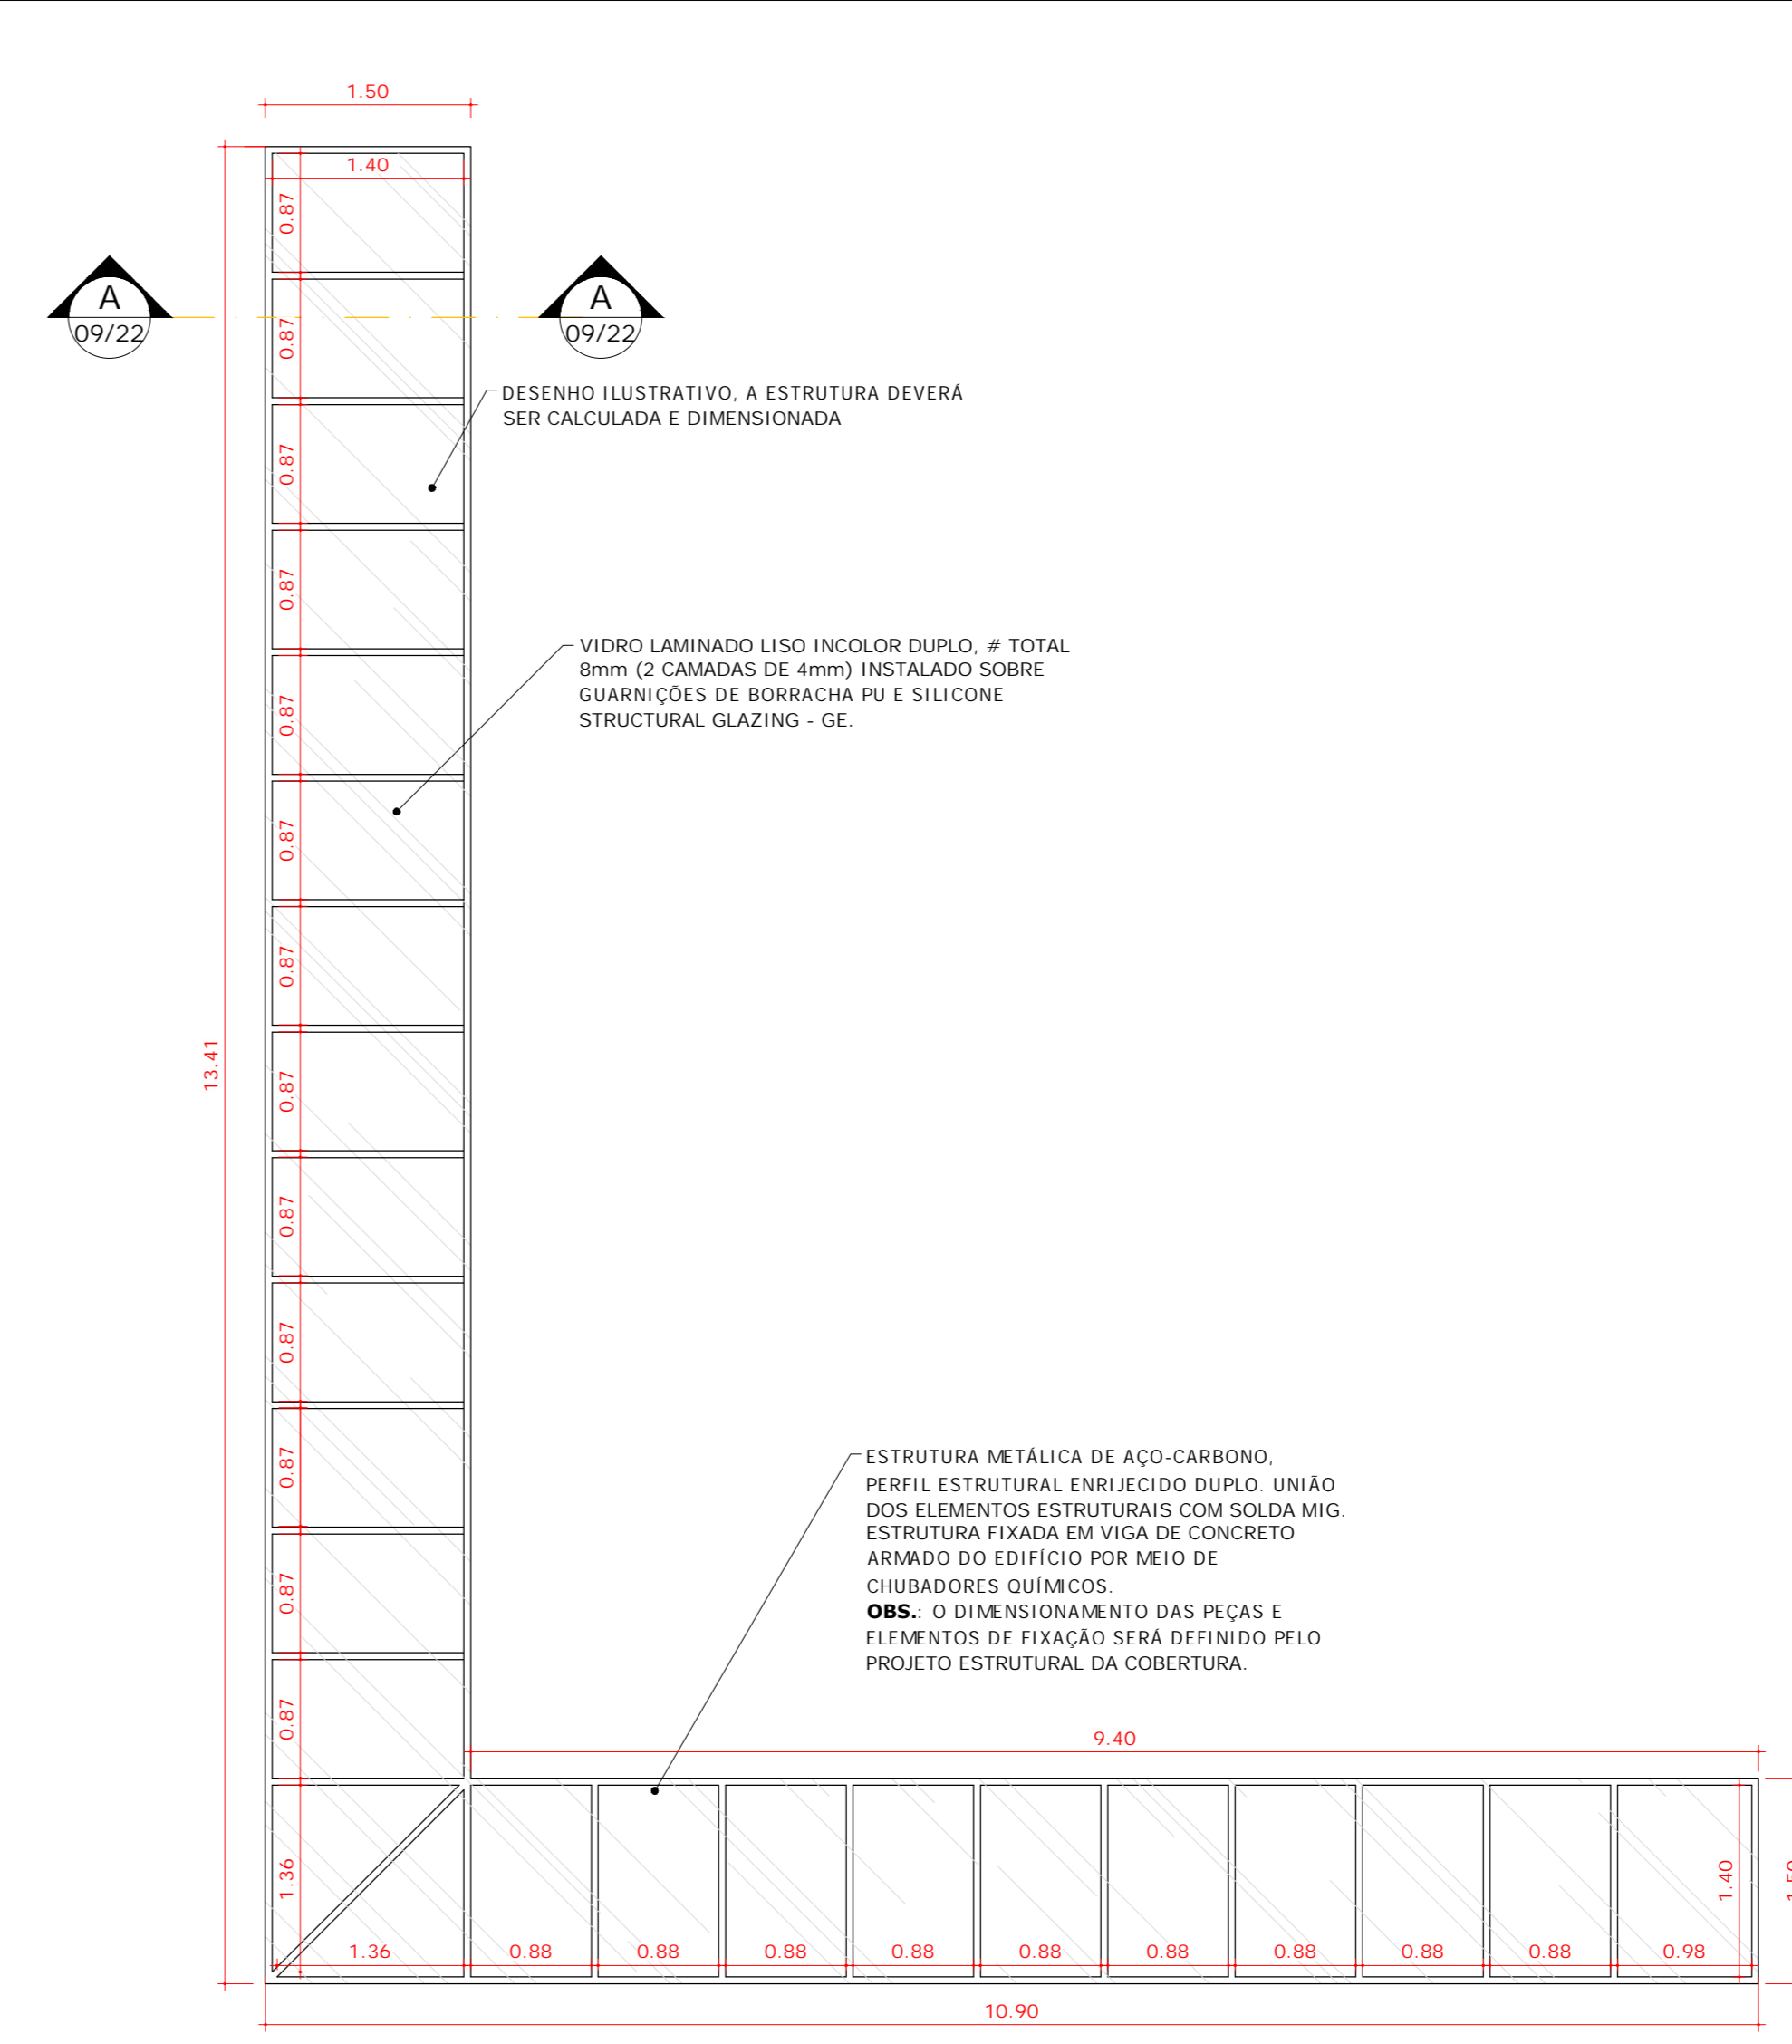 1.50
1.40
0.87
A
09/22
A
09/22
0.87
DESENHO ILUSTRATIVO, A ESTRUTURA DEVERÁ
SER CALCULADA E DIMENSIONADA
0.87
0.87
VIDRO LAMINADO LISO INCOLOR DUPLO, # TOTAL
8mm (2 CAMADAS DE 4mm) INSTALADO SOBRE
GUARNIÇÕES DE BORRACHA PU E SILICONE
STRUCTURAL GLAZING - GE.
0.87
0.87
0.87
13.41
0.87
0.87
0.87
0.87
ESTRUTURA METÁLICA DE AÇO-CARBONO,
PERFIL ESTRUTURAL ENRIJECIDO DUPLO. UNIÃO
DOS ELEMENTOS ESTRUTURAIS COM SOLDA MIG.
ESTRUTURA FIXADA EM VIGA DE CONCRETO
ARMADO DO EDIFÍCIO POR MEIO DE
CHUBADORES QUÍMICOS.
OBS.: O DIMENSIONAMENTO DAS PEÇAS E
ELEMENTOS DE FIXAÇÃO SERÁ DEFINIDO PELO
PROJETO ESTRUTURAL DA COBERTURA.
0.87
0.87
9.40
1.36
1.40
1.36
0.88
0.88
0.88
0.88
0.88
0.88
0.88
0.88
0.88
0.98
10.90